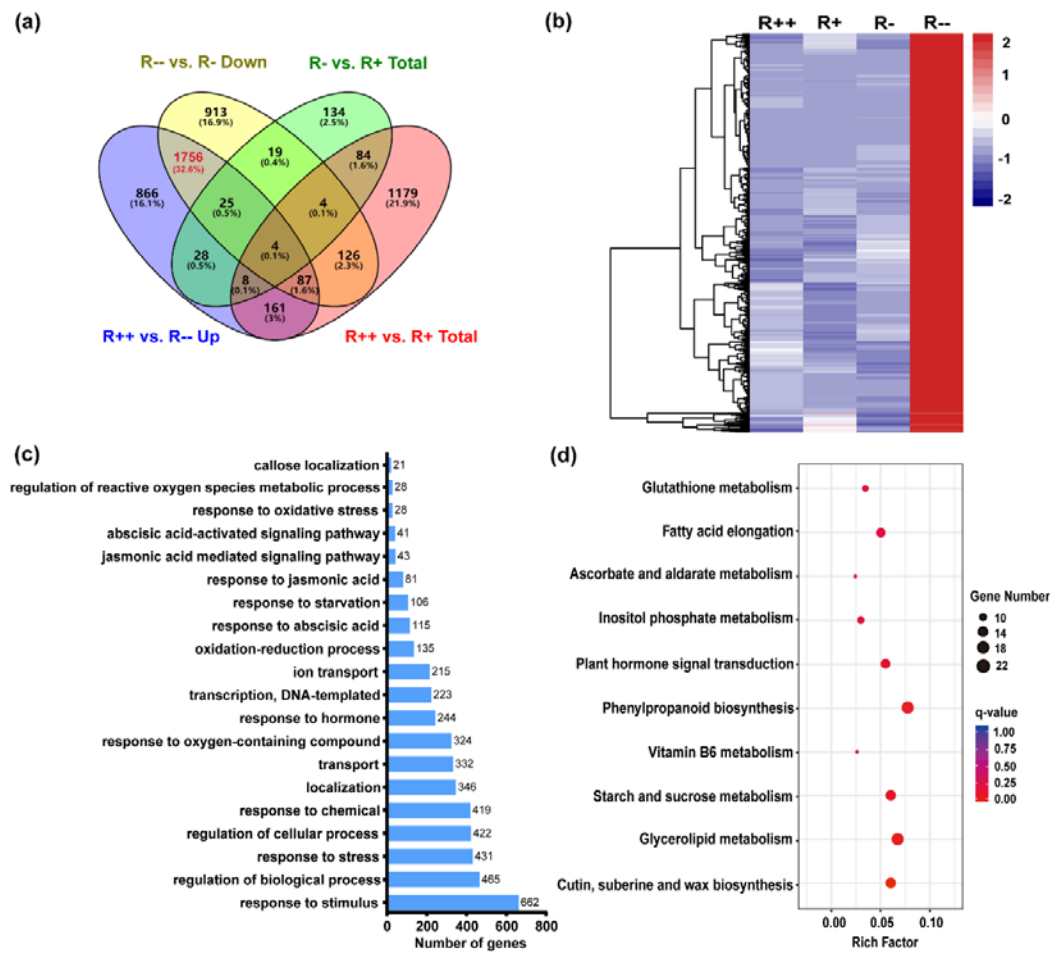 (a)
R-- vs. R- Down
R- vs. R+ Total
913
(16.9%)
134
(2.5%)
19
(0.4%)
1756
(32.6%)
84
(1.6%)
866
(16.1%)
25
(0.5%)
4
(0.1%)
1179
(21.9%)
4
(0.1%)
28
(0.5%)
126
(2.3%)
8
(0.1%)
87
(1.6%)
161
(3%)
R++ vs. R-- Up
R++ vs. R+ Total
(b)
R++ R+ R- R--
2
1
0
-1
-2
(c)
callose localization 21
regulation of reactive oxygen species metabolic process 28
response to oxidative stress 28
abscisic acid-activated signaling pathway 41
jasmonic acid mediated signaling pathway 43
response to jasmonic acid 81
response to starvation 106
response to abscisic acid 115
oxidation-reduction process 135
ion transport 215
transcription, DNA-templated 223
response to hormone 244
response to oxygen-containing compound 324
transport 332
localization 346
response to chemical 419
regulation of cellular process 422
response to stress 431
regulation of biological process 465
response to stimulus 662
0 200 400 600 800
Number of genes
(d)
Glutathione metabolism
Fatty acid elongation
Ascorbate and aldarate metabolism
Inositol phosphate metabolism
Plant hormone signal transduction
Phenylpropanoid biosynthesis
Vitamin B6 metabolism
Starch and sucrose metabolism
Glycerolipid metabolism
Cutin, suberine and wax biosynthesis
0.00 0.05 0.10
Rich Factor
Gene Number
10
14
18
22
q-value
1.00
0.75
0.50
0.25
0.00